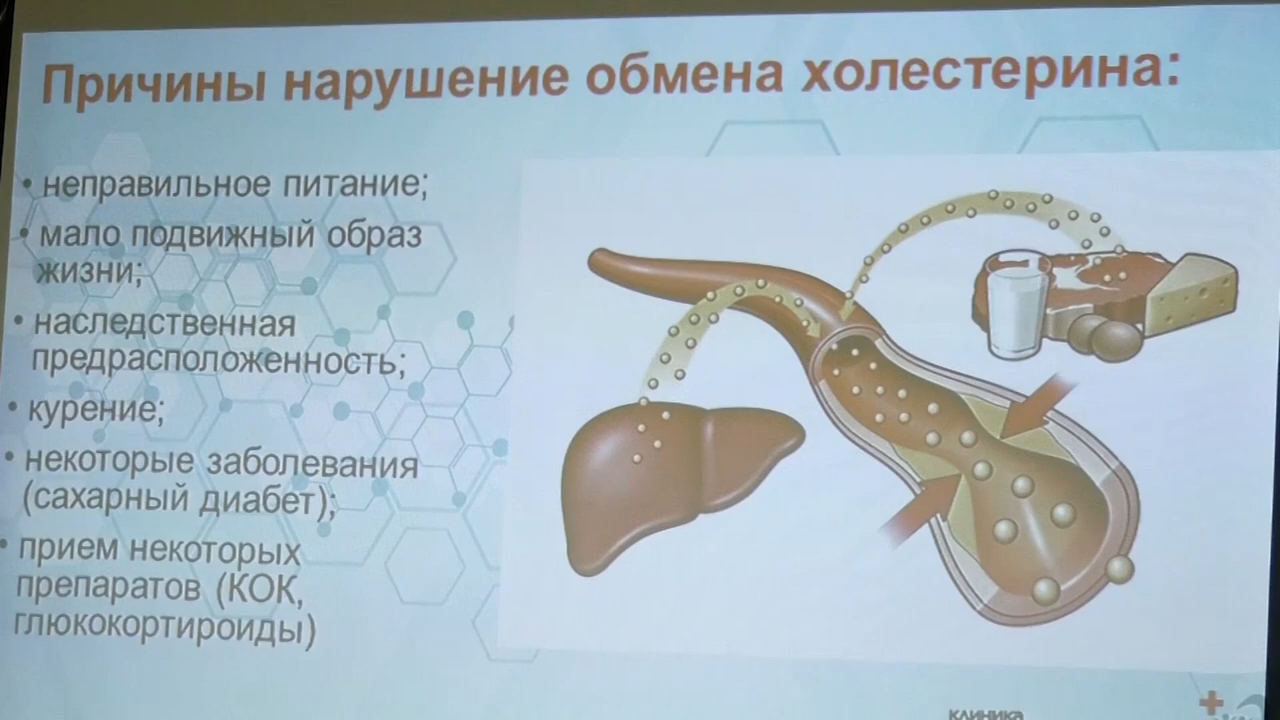 Причины нарушение обмена холестерина:
• неправильное питание;
• мало подвижный образ
жизни;
• наследственная
предрасположенность;
• курение;
• некоторые заболевания
(сахарный диабет);
• прием некоторых
препаратов (КОК,
глюкокортироиды)
клиника